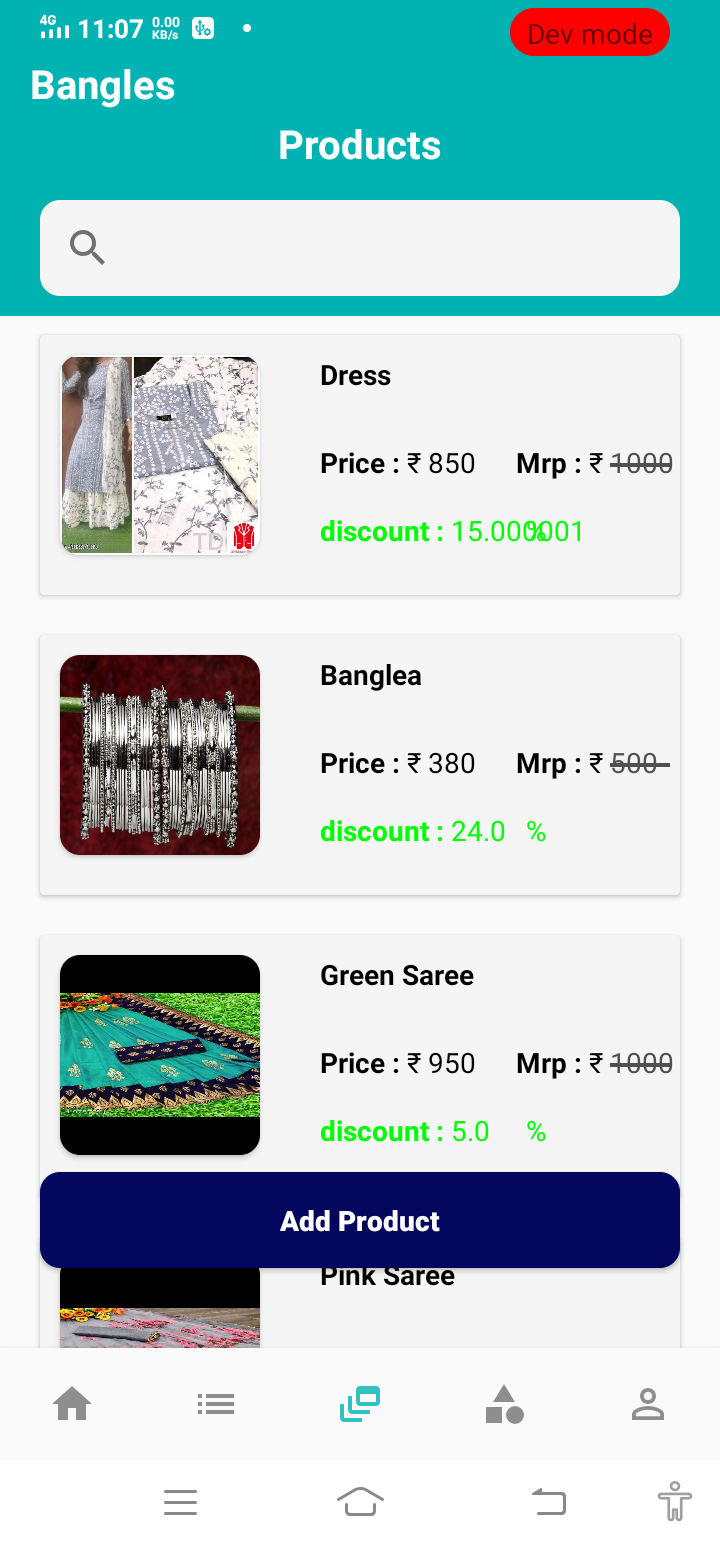 4G 11:07 0.00 KB/s
Dev mode
Bangles
Products
Dress
Price : ₹ 850 Mrp : ₹ 1000
discount : 15.000001 %
Banglea
Price : ₹ 380 Mrp : ₹ 500
discount : 24.0 %
Green Saree
Price : ₹ 950 Mrp : ₹ 1000
discount : 5.0 %
Add Product
Pink Saree